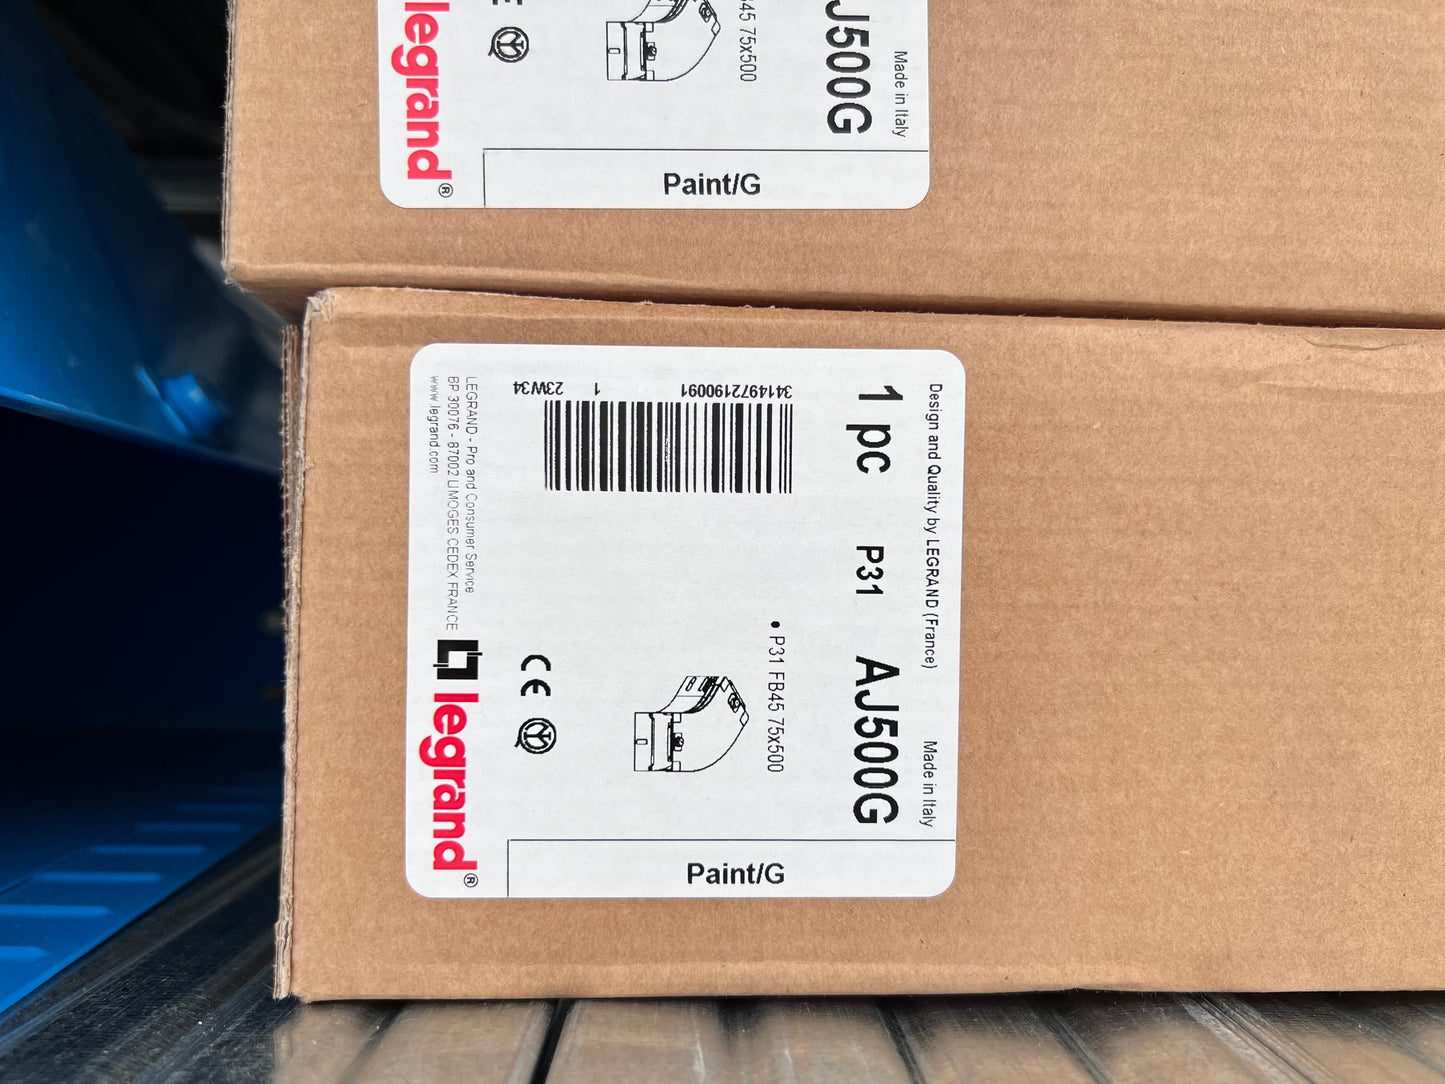 legrand®
B45 75x500
AJ500G
Made in Italy
Paint/G
Design and Quality by LEGRAND (France)
Made in Italy
1 pc
P31
AJ500G
3414972190091
1
23W34
• P31 FB45 75x500
CE
LEGRAND - Pro and Consumer Service
BP 30076 - 87002 LIMOGES CEDEX FRANCE
www.legrand.com
legrand®
Paint/G